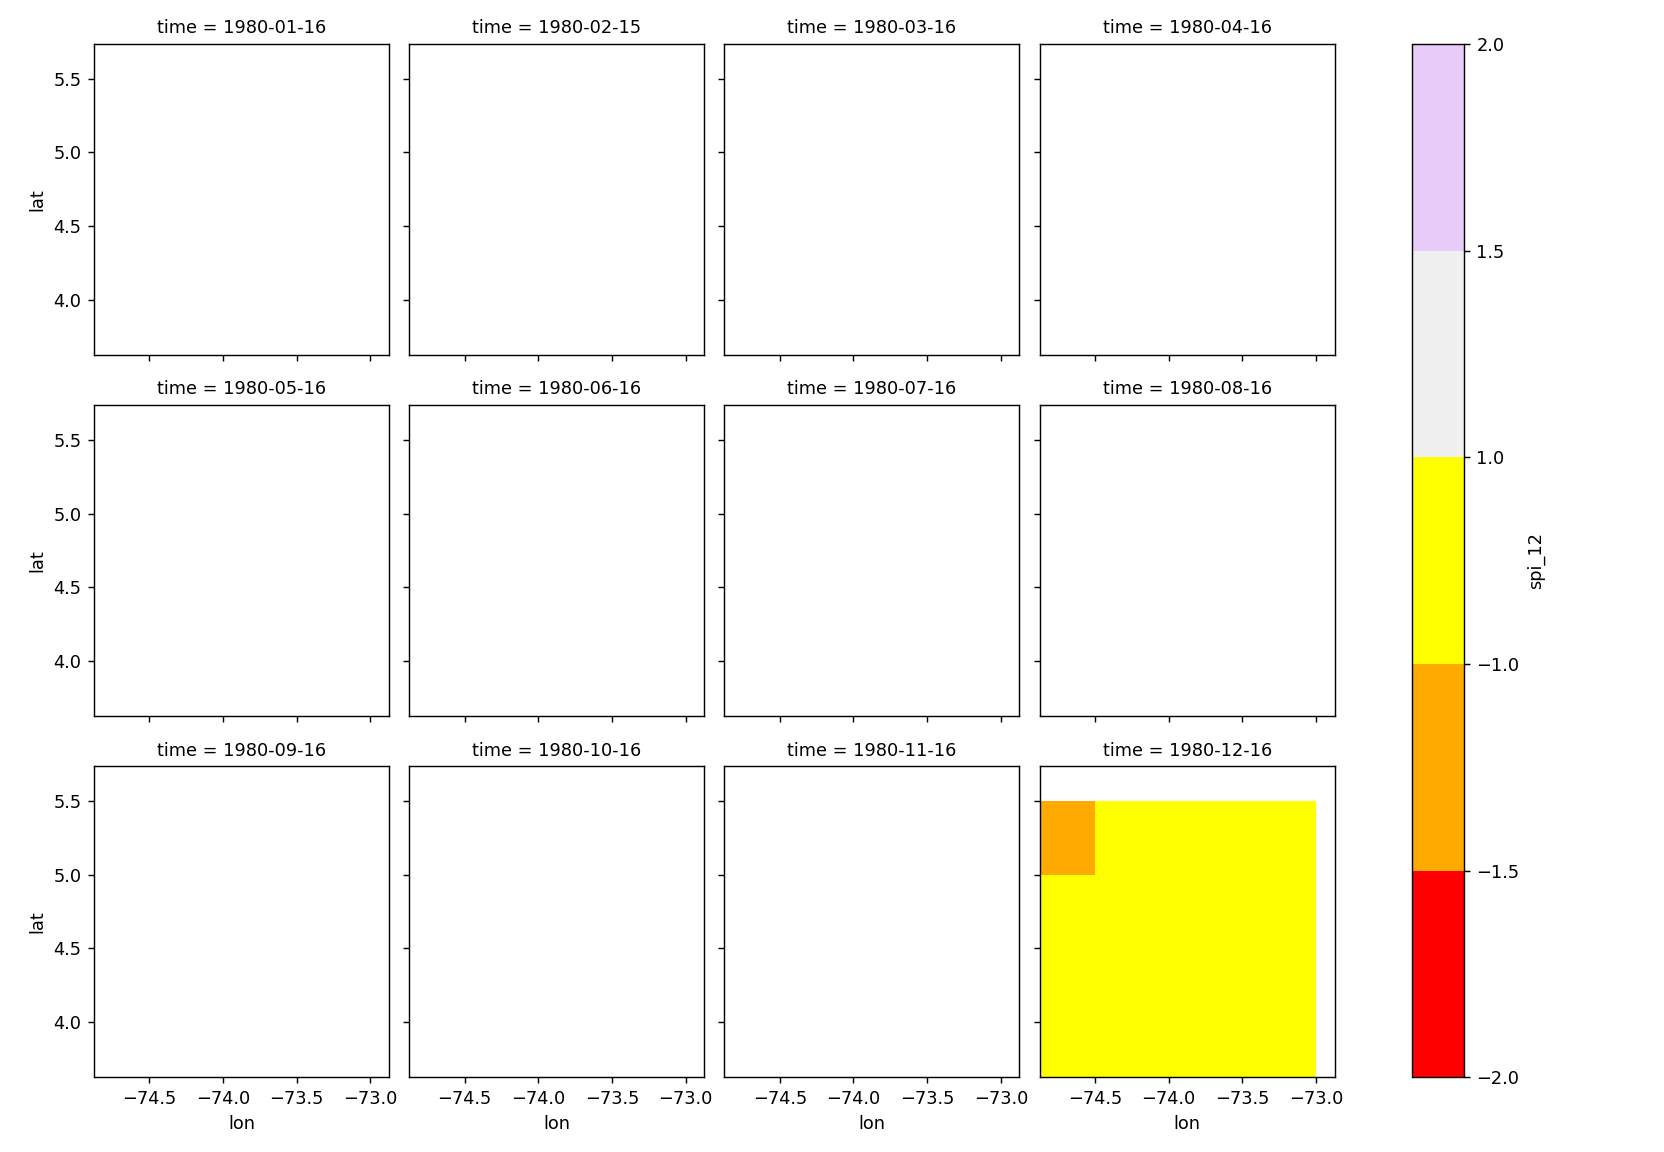 time = 1980-01-16
time = 1980-02-15
time = 1980-03-16
time = 1980-04-16
5.5
5.0
4.5
4.0
lat
time = 1980-05-16
time = 1980-06-16
time = 1980-07-16
time = 1980-08-16
5.5
5.0
4.5
4.0
lat
time = 1980-09-16
time = 1980-10-16
time = 1980-11-16
time = 1980-12-16
5.5
5.0
4.5
4.0
lat
−74.5 −74.0 −73.5 −73.0
lon
−74.5 −74.0 −73.5 −73.0
lon
−74.5 −74.0 −73.5 −73.0
lon
−74.5 −74.0 −73.5 −73.0
lon
2.0
1.5
1.0
−1.0
−1.5
−2.0
spi_12